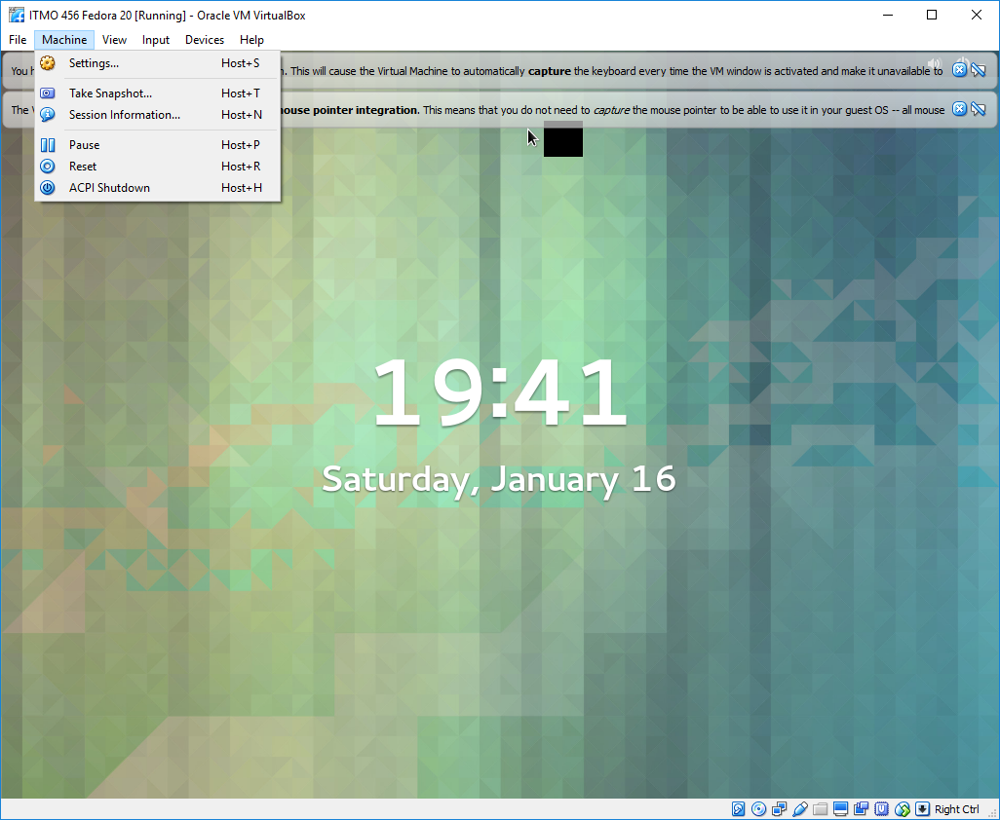 ITMO 456 Fedora 20 [Running] - Oracle VM VirtualBox
File Machine View Input Devices Help
You h . This will cause the Virtual Machine to automatically capture the keyboard every time the VM window is activated and make it unavailable to
The V ouse pointer integration. This means that you do not need to capture the mouse pointer to be able to use it in your guest OS -- all mouse
Settings... Host+S
Take Snapshot... Host+T
Session Information... Host+N
Pause Host+P
Reset Host+R
ACPI Shutdown Host+H
19:41
Saturday, January 16
Right Ctrl